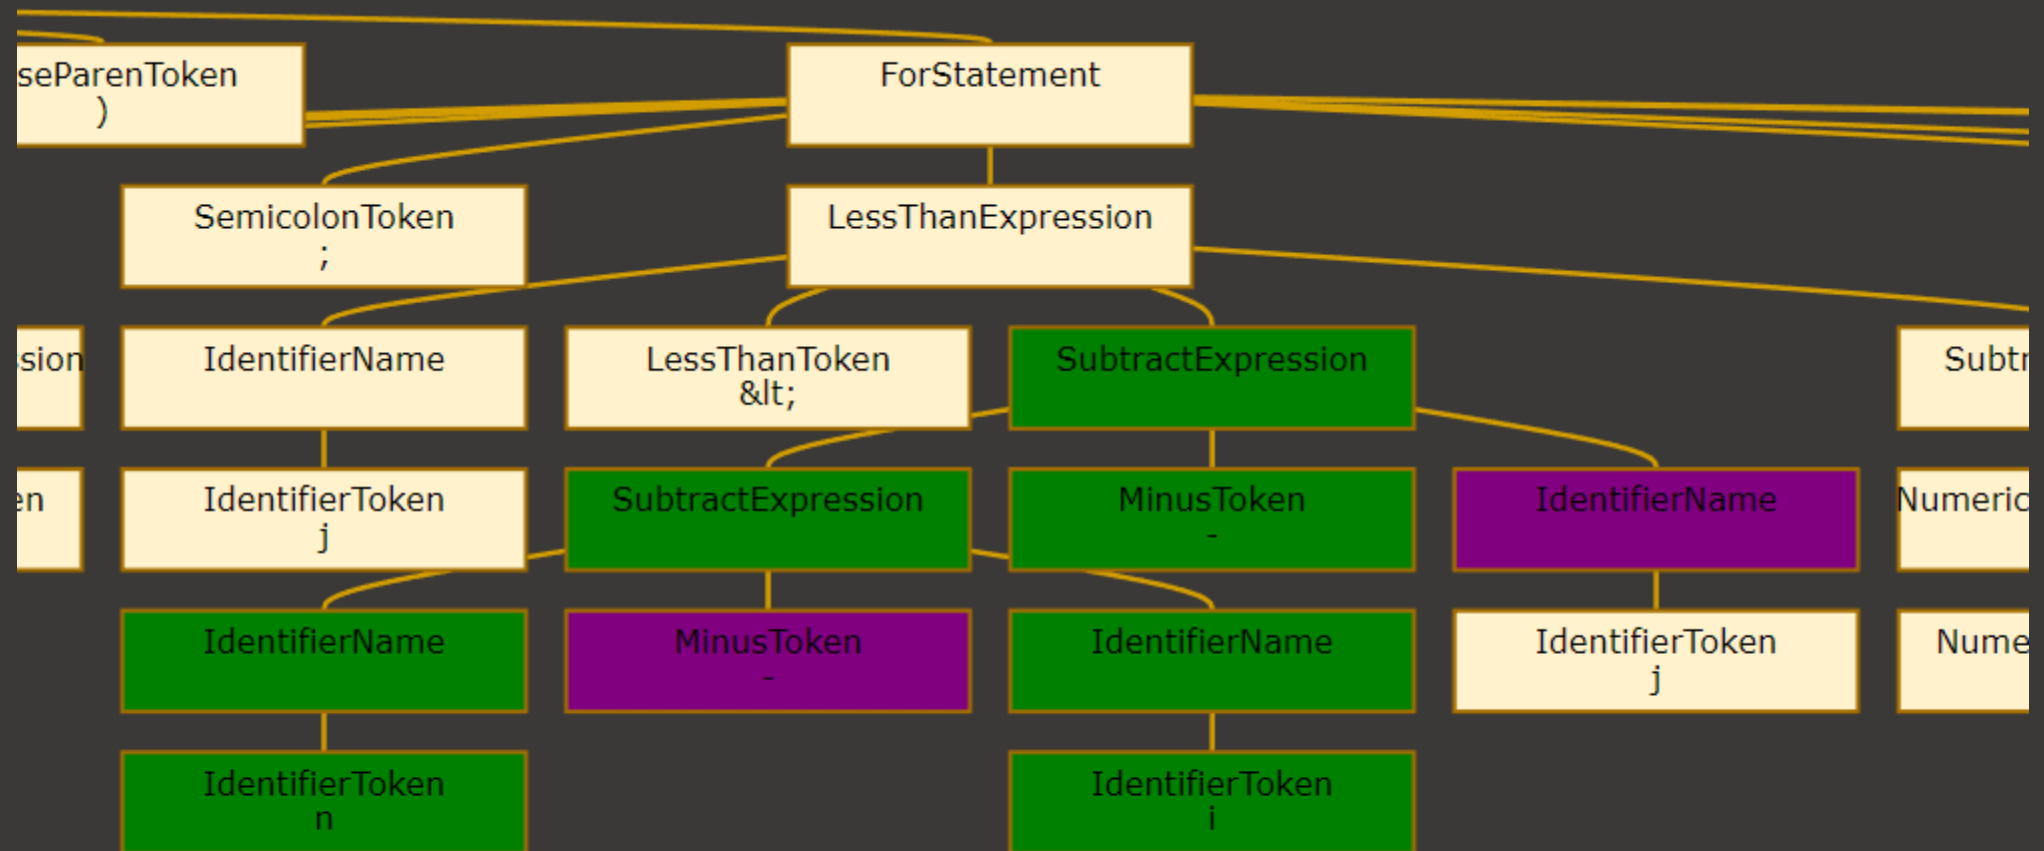 seParenToken
)
ForStatement
SemicolonToken
;
LessThanExpression
sion
IdentifierName
LessThanToken
&lt;
SubtractExpression
Subtr
en
IdentifierToken
j
SubtractExpression
MinusToken
-
IdentifierName
Numeric
IdentifierName
MinusToken
-
IdentifierName
IdentifierToken
j
Nume
IdentifierToken
n
IdentifierToken
i